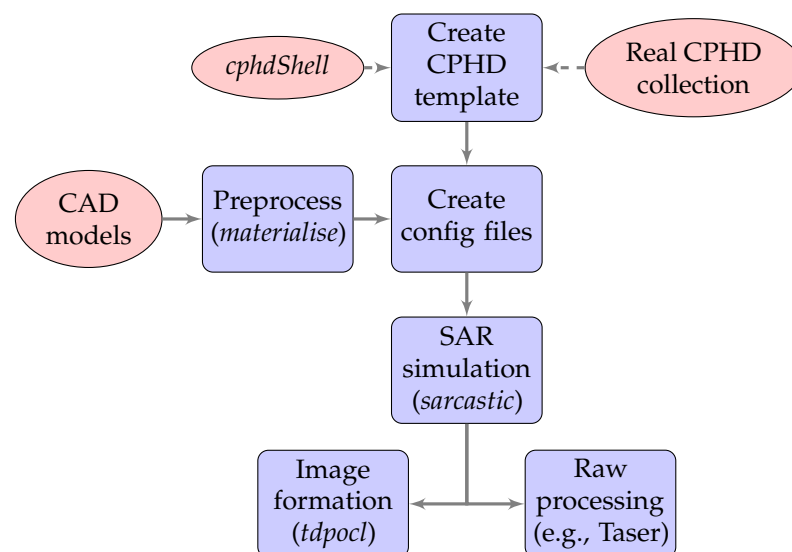 cphdShell
Create
CPHD
template
Real CPHD
collection
CAD
models
Preprocess
(materialise)
Create
config files
SAR
simulation
(sarcastic)
Image
formation
(tdpocl)
Raw
processing
(e.g., Taser)